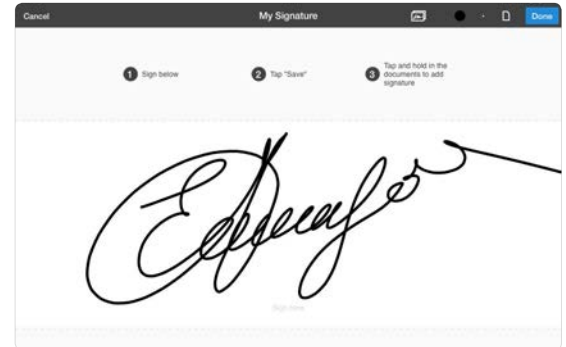 Cancel My Signature Done
1 Sign below
2 Tap "Save"
3 Tap and hold in the
documents to add
signature
Sign here